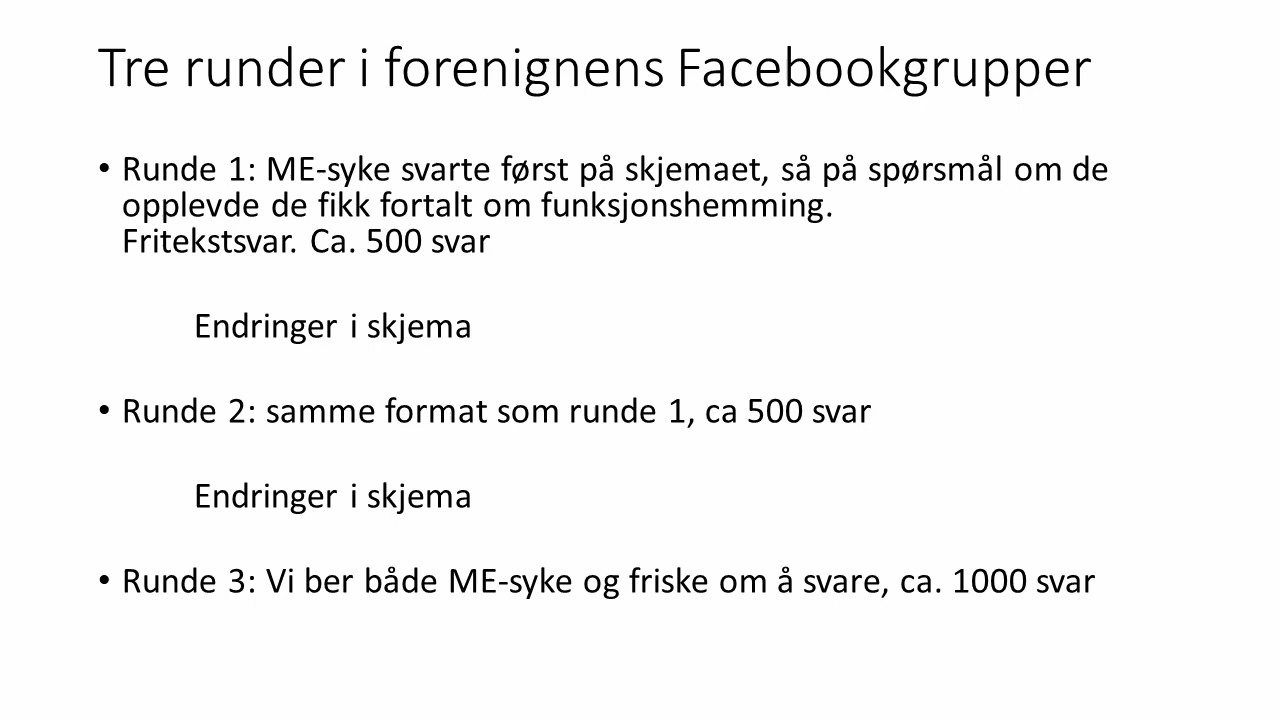 Tre runder i forenignens Facebookgrupper
• Runde 1: ME-syke svarte først på skjemaet, så på spørsmål om de
opplevde de fikk fortalt om funksjonshemming.
Fritekstsvar. Ca. 500 svar
Endringer i skjema
• Runde 2: samme format som runde 1, ca 500 svar
Endringer i skjema
• Runde 3: Vi ber både ME-syke og friske om å svare, ca. 1000 svar